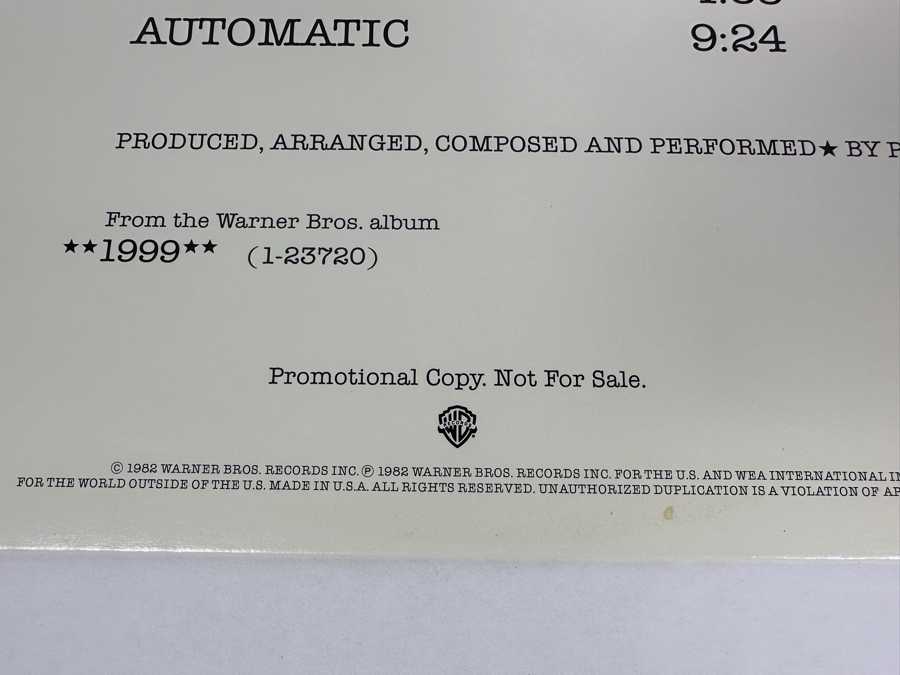 AUTOMATIC 9:24
PRODUCED, ARRANGED, COMPOSED AND PERFORMED★ BY
From the Warner Bros. album
★★1999★★ (1-23720)
Promotional Copy. Not For Sale.
© 1982 WARNER BROS. RECORDS INC. ℗ 1982 WARNER BROS. RECORDS INC. FOR THE U.S. AND WEA INTERNATIONAL
FOR THE WORLD OUTSIDE OF THE U.S. MADE IN U.S.A. ALL RIGHTS RESERVED. UNAUTHORIZED DUPLICATION IS A VIOLATION OF